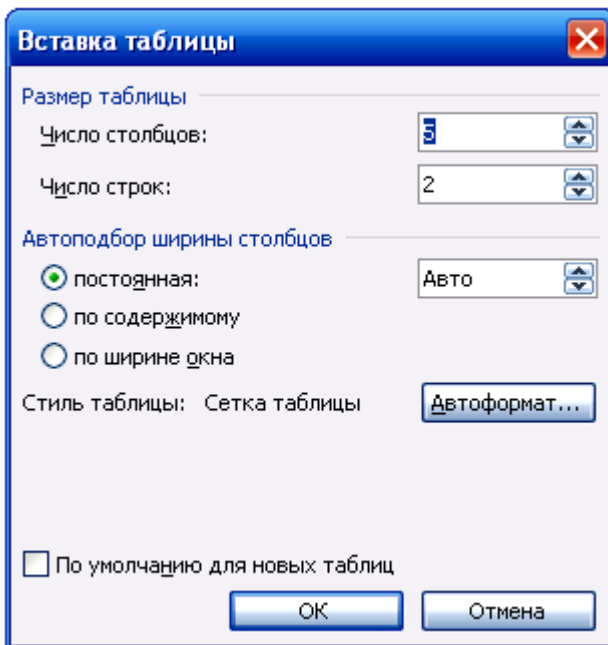 Вставка таблицы
Размер таблицы
Число столбцов: 5
Число строк: 2
Автоподбор ширины столбцов
постоянная: Авто
по содержимому
по ширине окна
Стиль таблицы: Сетка таблицы Автоформат...
По умолчанию для новых таблиц
ОК Отмена